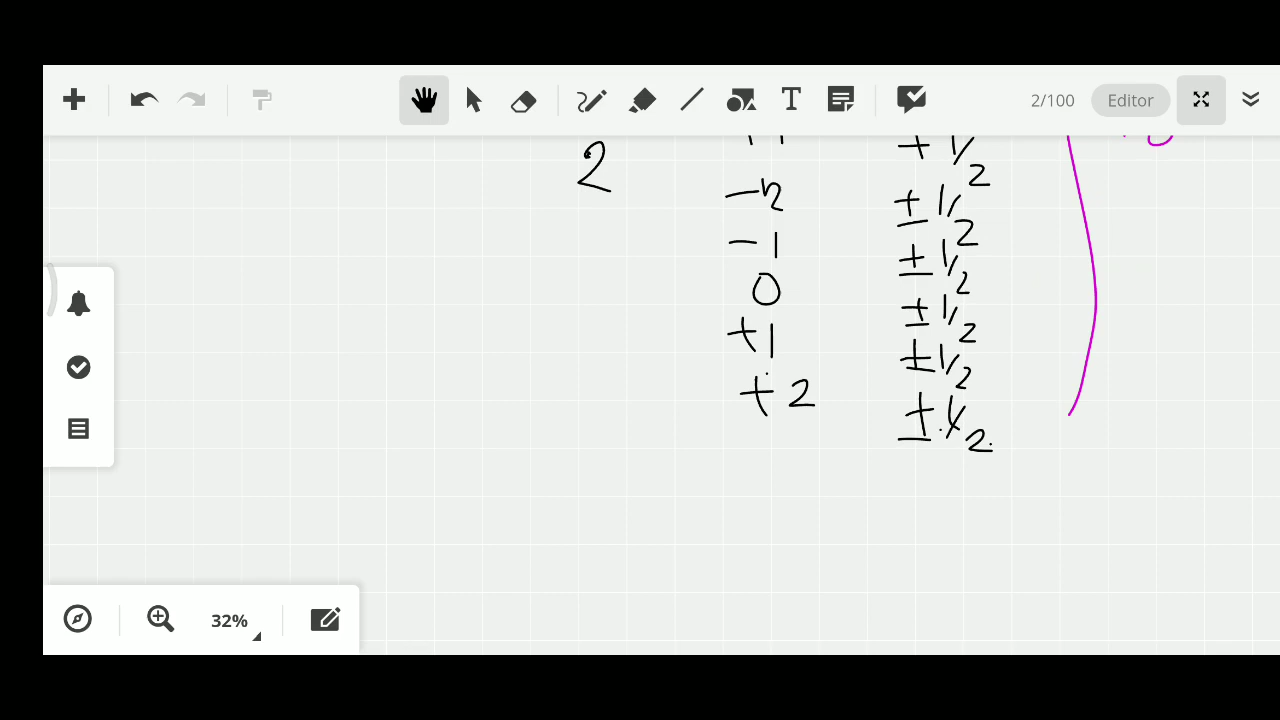 2/100 Editor
± 1/2
2
-2 ± 1/2
-1 ± 1/2
0 ± 1/2
+1 ± 1/2
+2 ± 1/2
32%